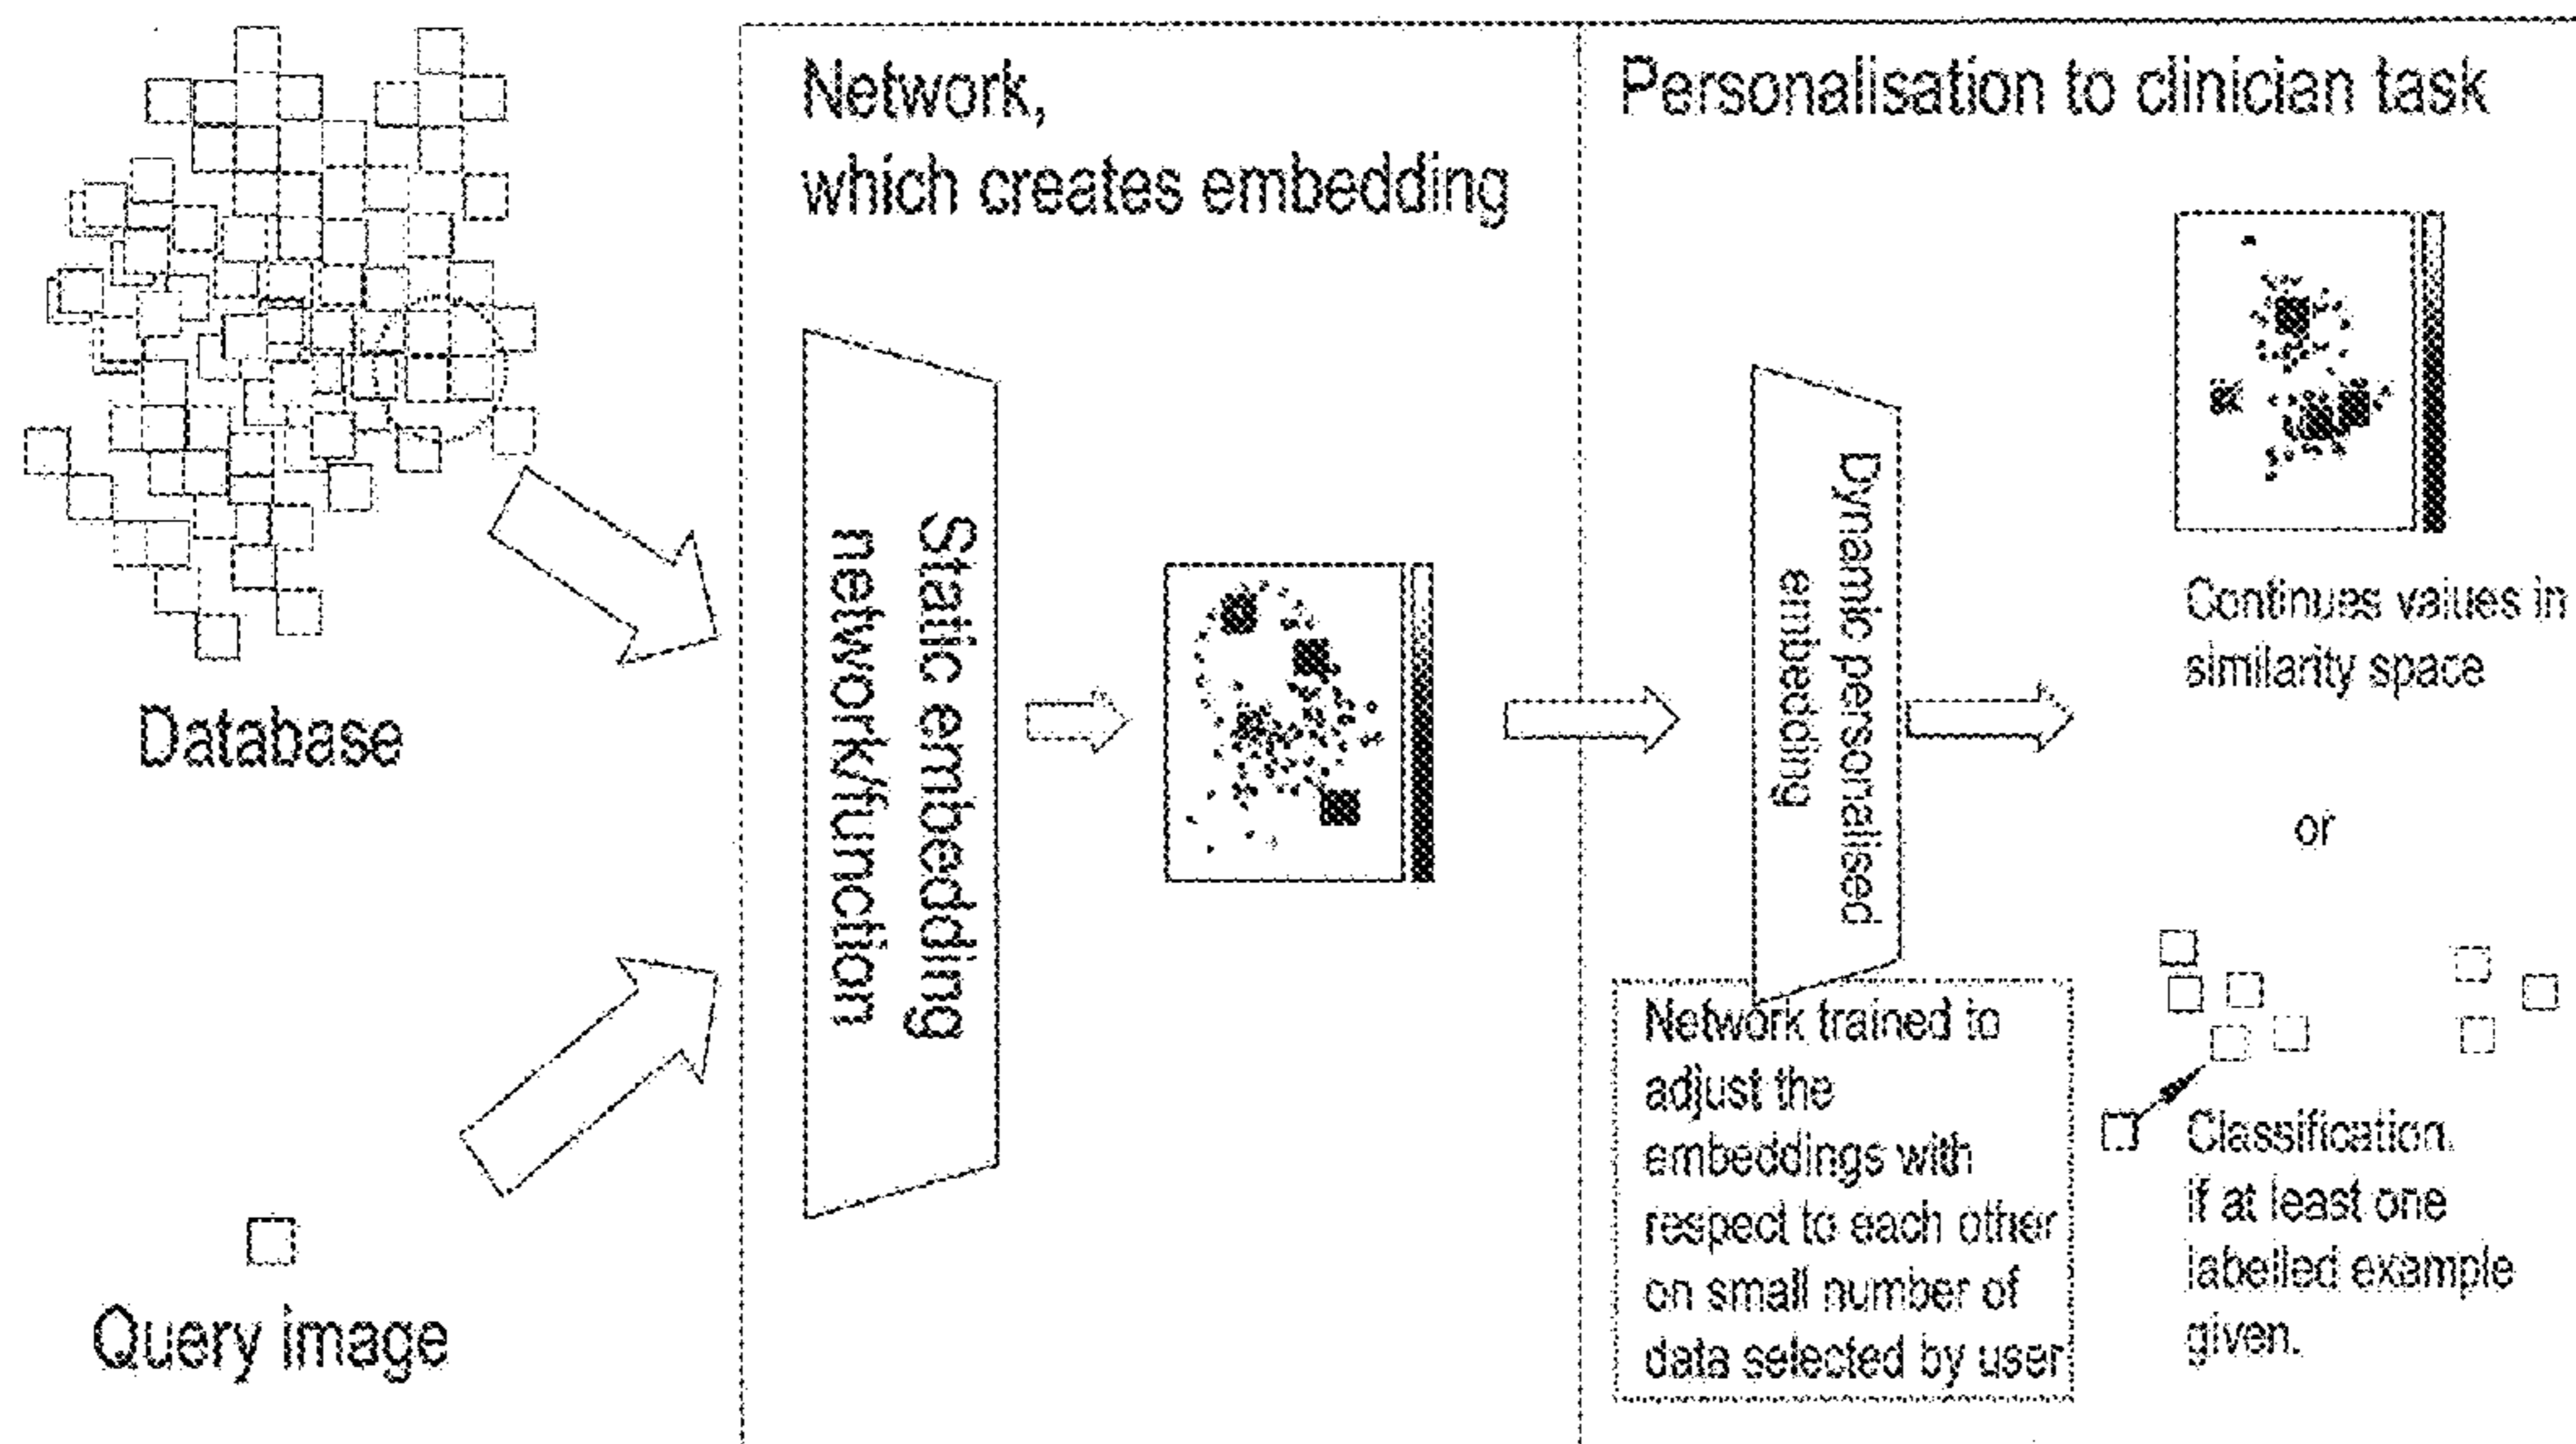 Database
Query image
Network,
which creates embedding
Static embedding
network/function
Personalisation to clinician task
Dynamic personalised
embedding
Network trained to
adjust the
embeddings with
respect to each other
on small number of
data selected by user
Continues values in
similarity space
or
Classification.
if at least one
labelled example
given.